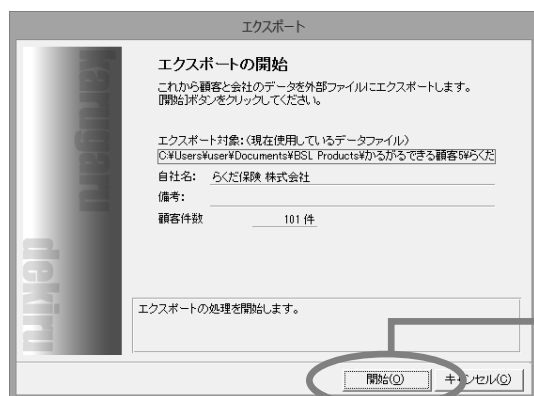 エクスポート
karugaru
dekiru
エクスポートの開始
これから顧客と会社のデータを外部ファイルにエクスポートします。
[開始]ボタンをクリックしてください。
エクスポート対象:（現在使用しているデータファイル）
C:¥Users¥user¥Documents¥BSL Products¥かるがるできる顧客5¥らくだ
自社名: らくだ保険 株式会社
備考:
顧客件数 101 件
エクスポートの処理を開始します。
開始(O) キャンセル(C)